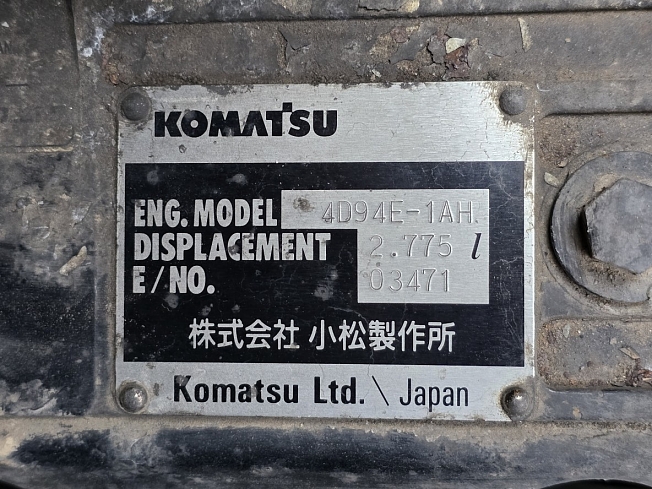 KOMATSU
ENG. MODEL 4D94E-1AH
DISPLACEMENT 2.775 l
E/NO. 03471
株式会社 小松製作所
Komatsu Ltd. \ Japan